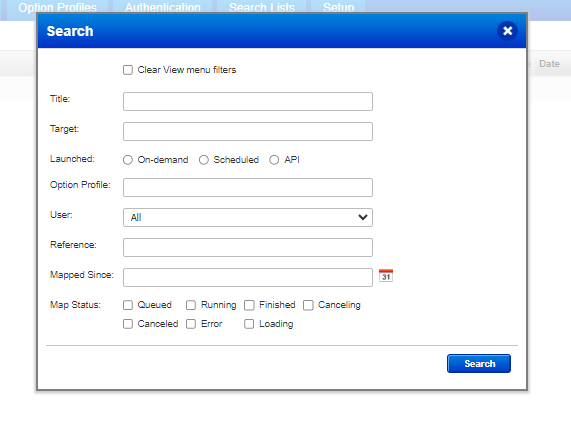 Option Profiles Authentication Search Lists Setup
Search
Date
Clear View menu filters
Title:
Target:
Launched: On-demand Scheduled API
Option Profile:
User: All
Reference:
Mapped Since: 31
Map Status: Queued Running Finished Canceling
Canceled Error Loading
Search